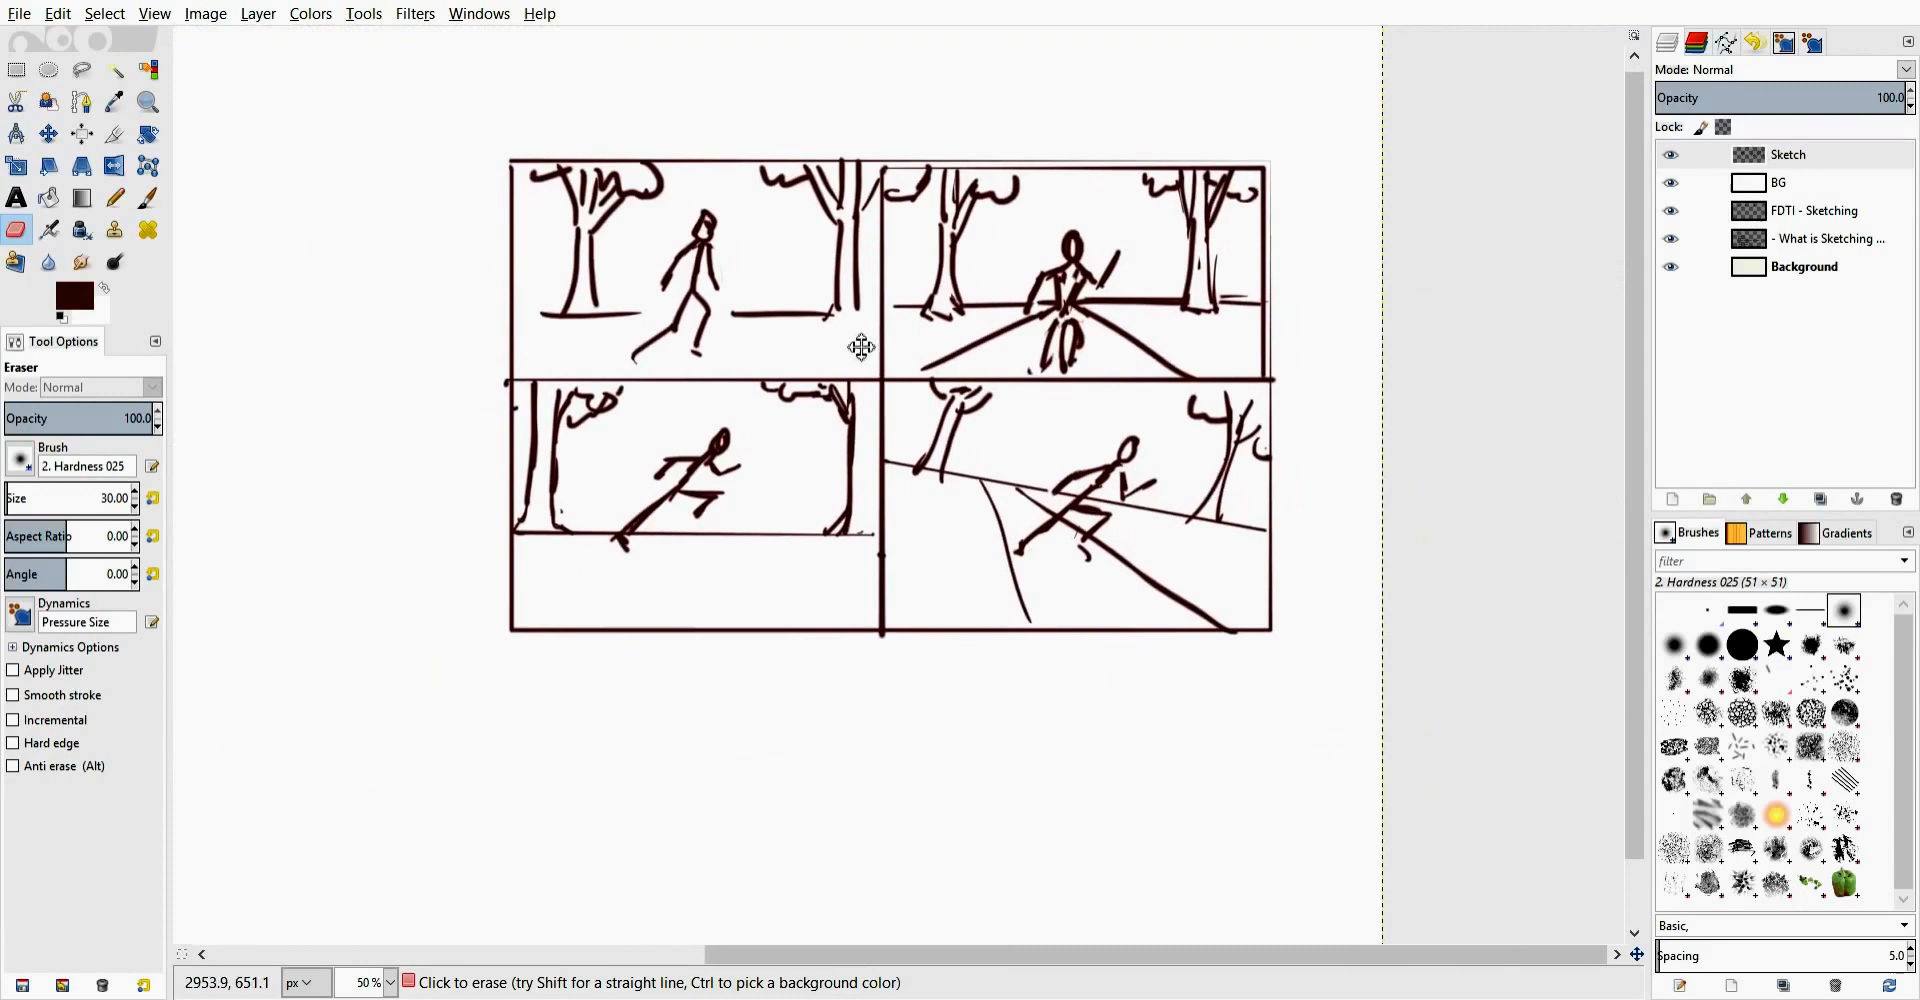 File Edit Select View Image Layer Colors Tools Filters Windows Help
Mode: Normal
Opacity 100.0
Lock:
Sketch
BG
FDTI - Sketching
- What is Sketching ...
Background
Tool Options
Eraser
Mode: Normal
Opacity 100.0
Brush
2. Hardness 025
Size 30.00
Aspect Ratio 0.00
Angle 0.00
Dynamics
Pressure Size
Dynamics Options
Apply Jitter
Smooth stroke
Incremental
Hard edge
Anti erase (Alt)
Brushes Patterns Gradients
filter
2. Hardness 025 (51 × 51)
Basic,
Spacing 5.0
2953.9, 651.1 px 50 % Click to erase (try Shift for a straight line, Ctrl to pick a background color)